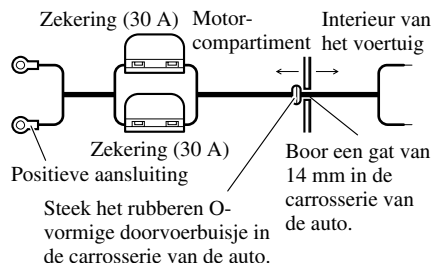 Zekering (30 A)
Motor-
compartiment
Interieur van
het voertuig
Zekering (30 A)
Positieve aansluiting
Boor een gat van
14 mm in de
carrosserie van
de auto.
Steek het rubberen O-
vormige doorvoerbuisje in
de carrosserie van de auto.